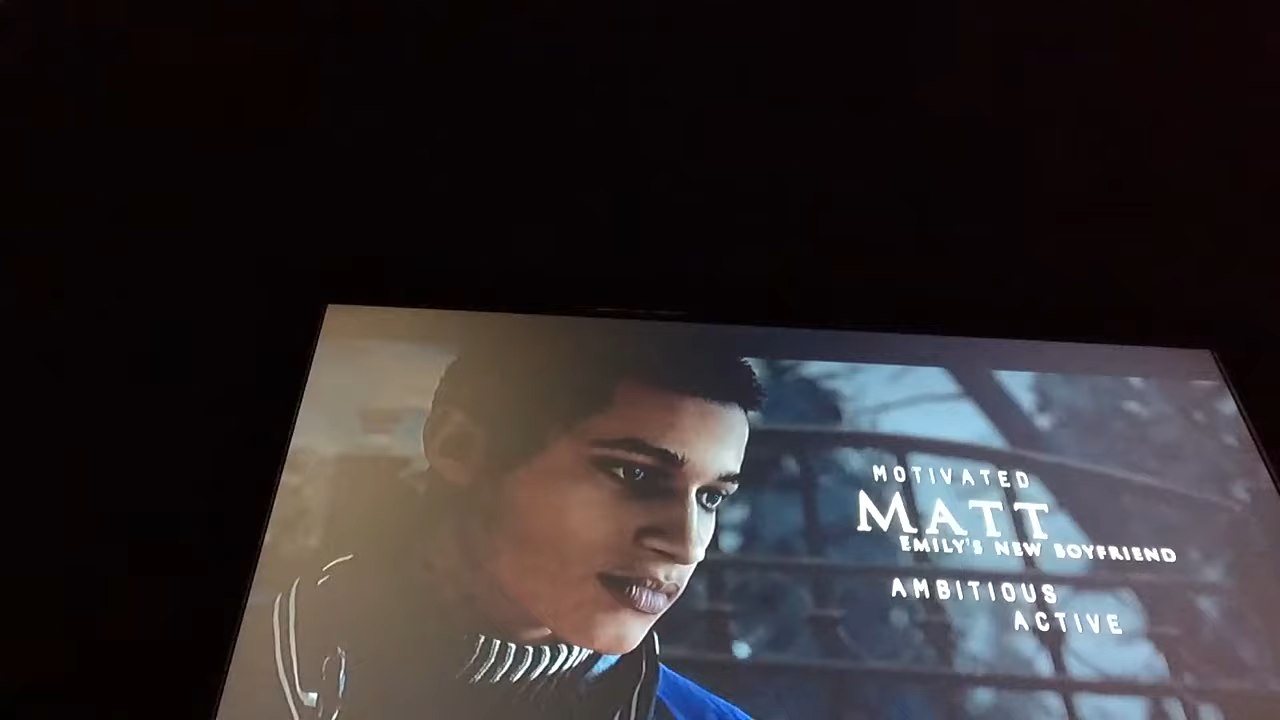 MOTIVATED
MATT
EMILY'S NEW BOYFRIEND
AMBITIOUS
ACTIVE